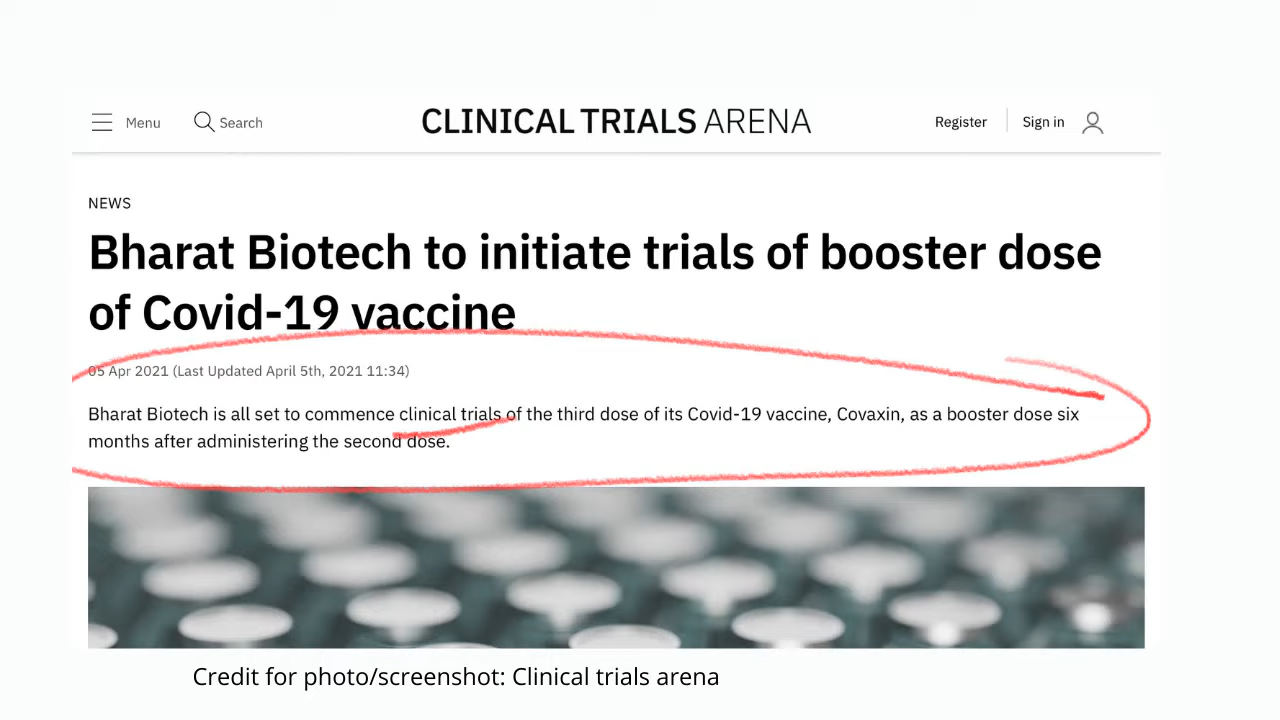 Menu Search CLINICAL TRIALS ARENA Register Sign in
NEWS
Bharat Biotech to initiate trials of booster dose
of Covid-19 vaccine
05 Apr 2021 (Last Updated April 5th, 2021 11:34)
Bharat Biotech is all set to commence clinical trials of the third dose of its Covid-19 vaccine, Covaxin, as a booster dose six
months after administering the second dose.
Credit for photo/screenshot: Clinical trials arena